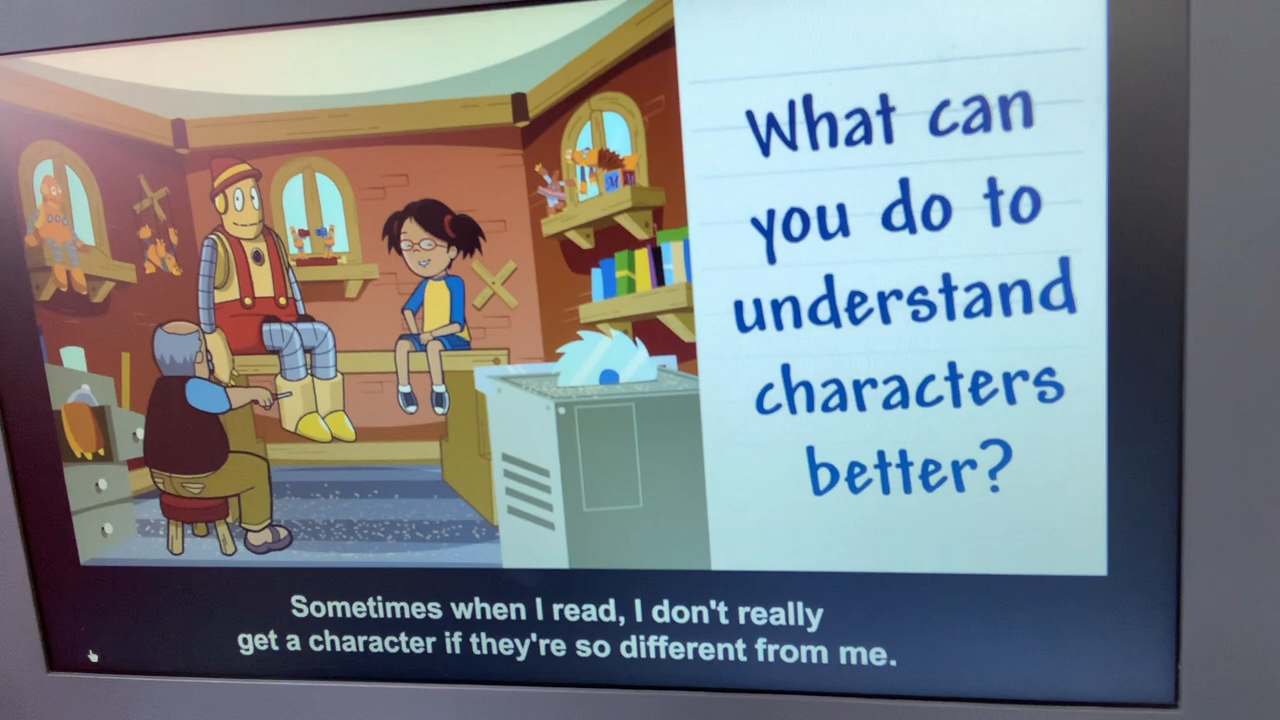 What can
you do to
understand
characters
better?
Sometimes when I read, I don't really
get a character if they're so different from me.